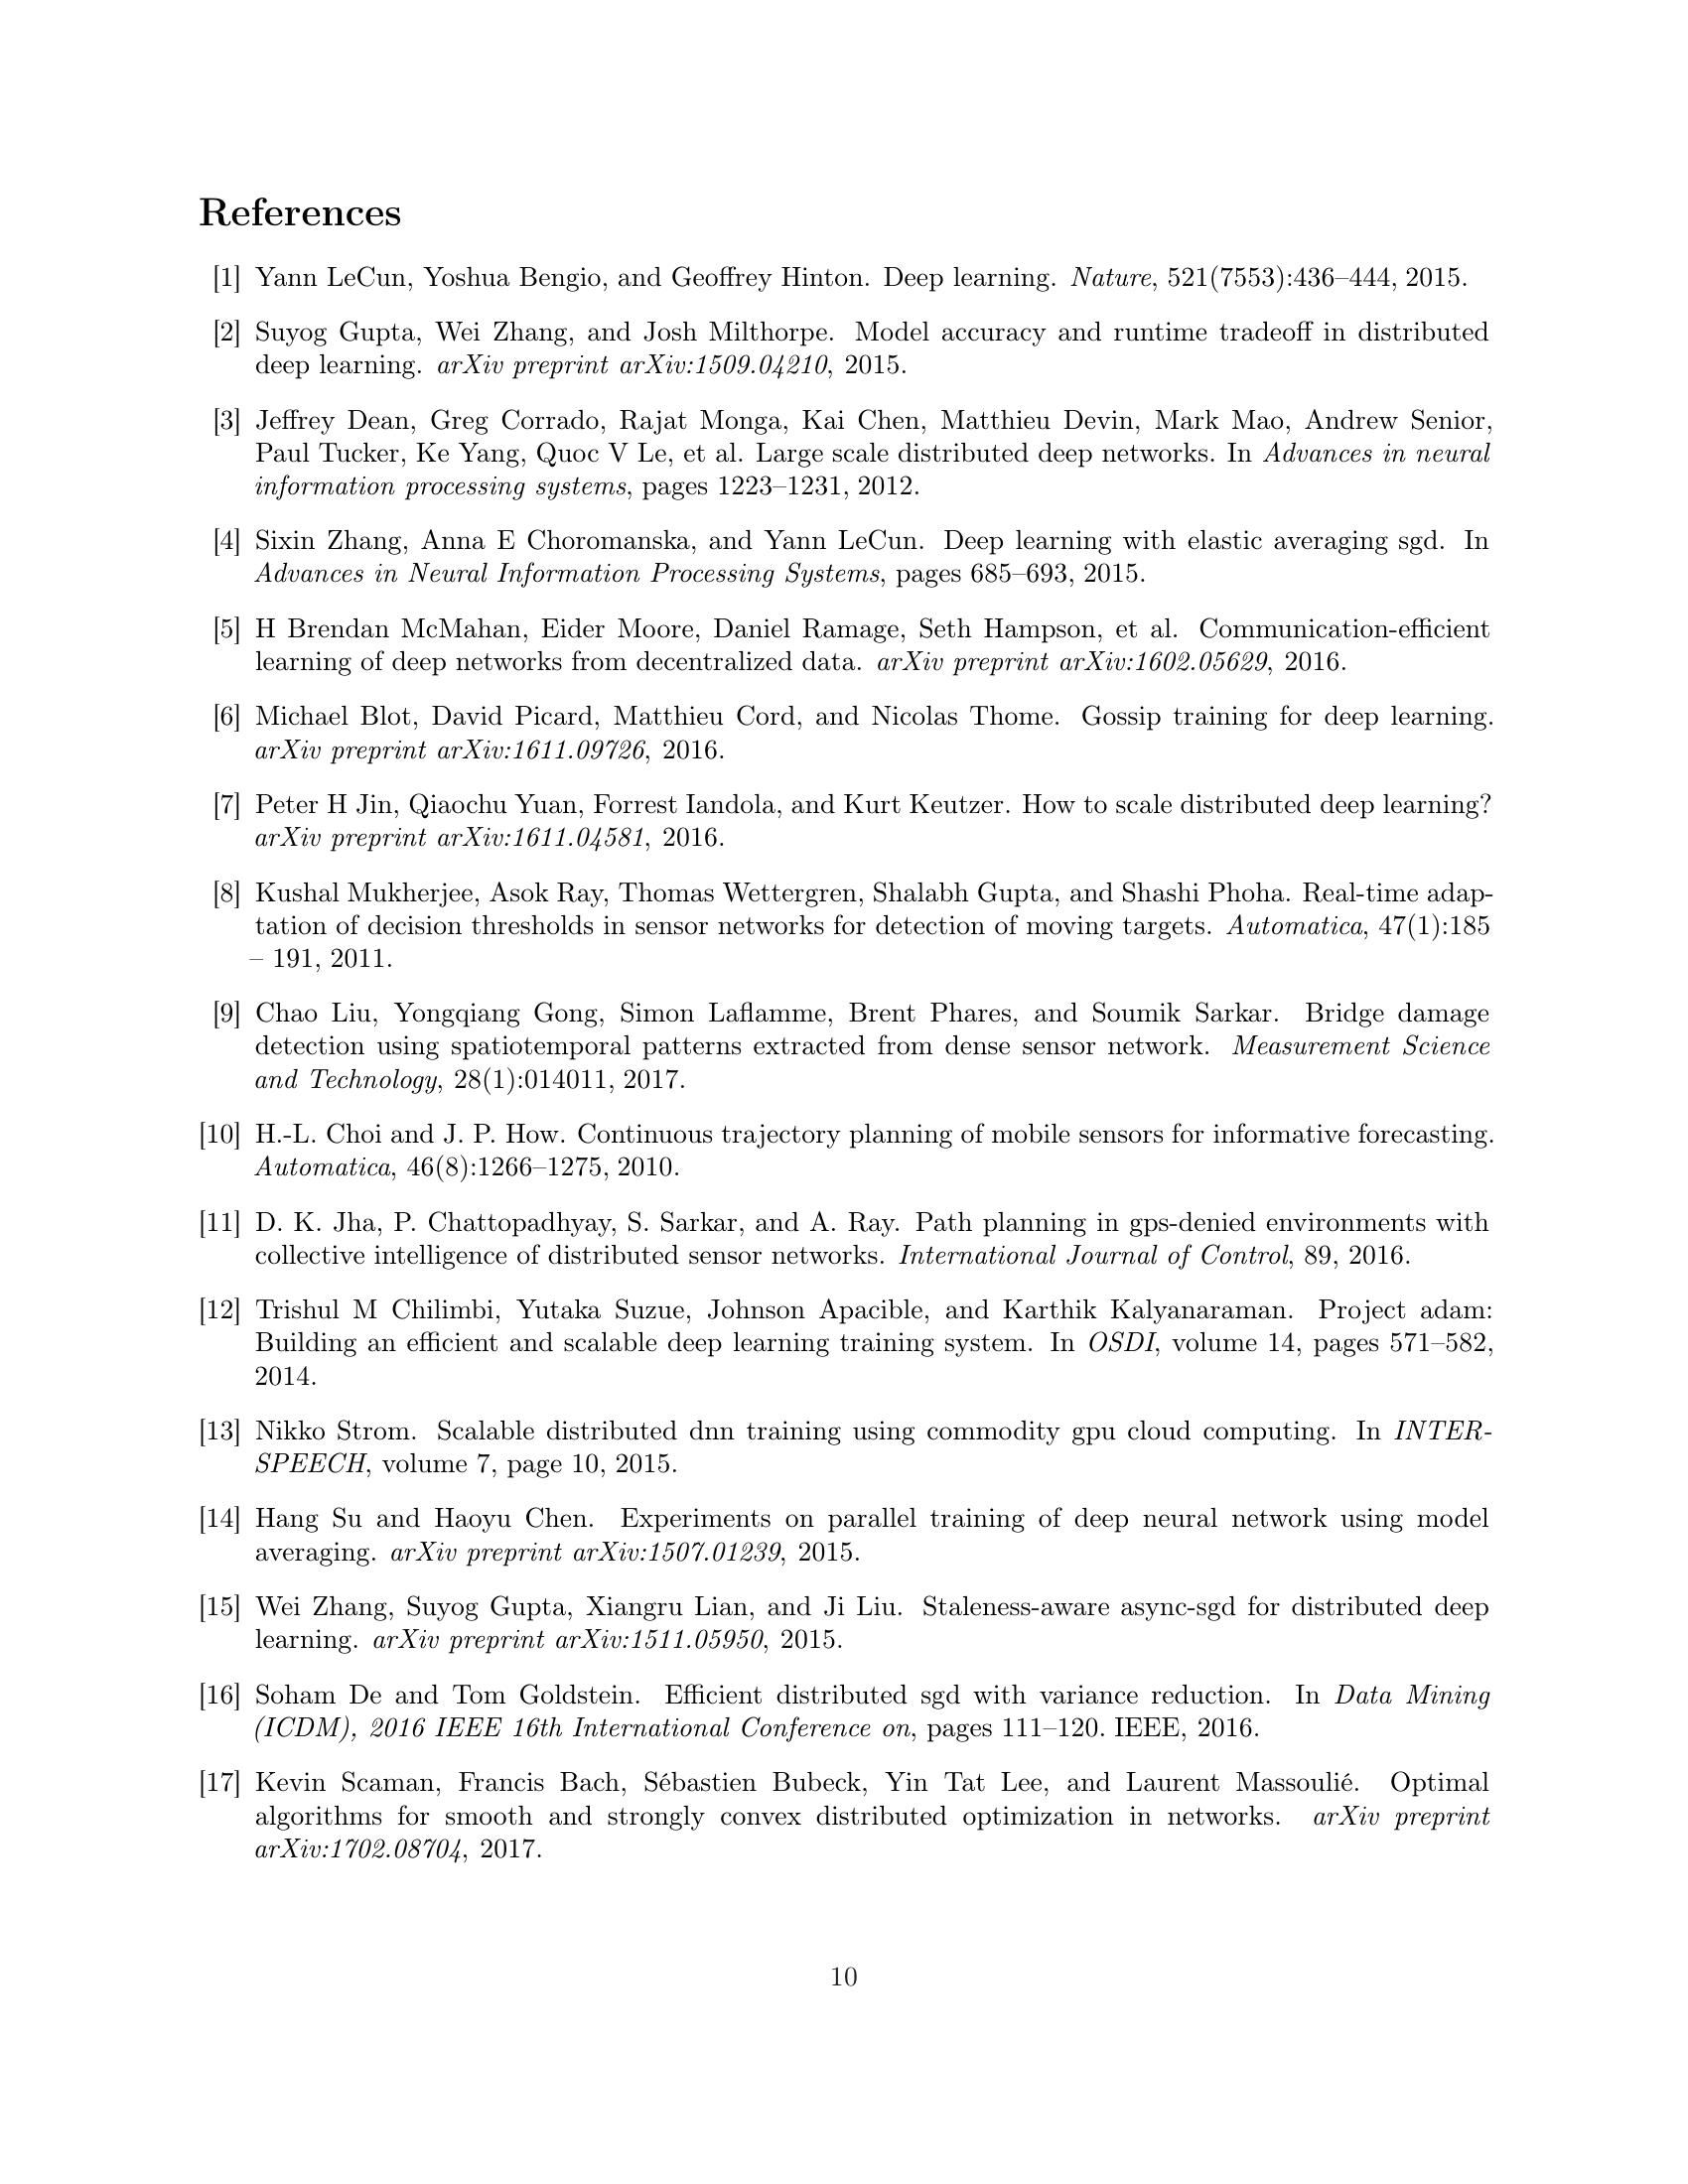 References
[1] Yann LeCun, Yoshua Bengio, and Geoffrey Hinton. Deep learning. Nature, 521(7553):436–444, 2015.
[2] Suyog Gupta, Wei Zhang, and Josh Milthorpe. Model accuracy and runtime tradeoff in distributed
deep learning. arXiv preprint arXiv:1509.04210, 2015.
[3] Jeffrey Dean, Greg Corrado, Rajat Monga, Kai Chen, Matthieu Devin, Mark Mao, Andrew Senior,
Paul Tucker, Ke Yang, Quoc V Le, et al. Large scale distributed deep networks. In Advances in neural
information processing systems, pages 1223–1231, 2012.
[4] Sixin Zhang, Anna E Choromanska, and Yann LeCun. Deep learning with elastic averaging sgd. In
Advances in Neural Information Processing Systems, pages 685–693, 2015.
[5] H Brendan McMahan, Eider Moore, Daniel Ramage, Seth Hampson, et al. Communication-efficient
learning of deep networks from decentralized data. arXiv preprint arXiv:1602.05629, 2016.
[6] Michael Blot, David Picard, Matthieu Cord, and Nicolas Thome. Gossip training for deep learning.
arXiv preprint arXiv:1611.09726, 2016.
[7] Peter H Jin, Qiaochu Yuan, Forrest Iandola, and Kurt Keutzer. How to scale distributed deep learning?
arXiv preprint arXiv:1611.04581, 2016.
[8] Kushal Mukherjee, Asok Ray, Thomas Wettergren, Shalabh Gupta, and Shashi Phoha. Real-time adap-
tation of decision thresholds in sensor networks for detection of moving targets. Automatica, 47(1):185
– 191, 2011.
[9] Chao Liu, Yongqiang Gong, Simon Laflamme, Brent Phares, and Soumik Sarkar. Bridge damage
detection using spatiotemporal patterns extracted from dense sensor network. Measurement Science
and Technology, 28(1):014011, 2017.
[10] H.-L. Choi and J. P. How. Continuous trajectory planning of mobile sensors for informative forecasting.
Automatica, 46(8):1266–1275, 2010.
[11] D. K. Jha, P. Chattopadhyay, S. Sarkar, and A. Ray. Path planning in gps-denied environments with
collective intelligence of distributed sensor networks. International Journal of Control, 89, 2016.
[12] Trishul M Chilimbi, Yutaka Suzue, Johnson Apacible, and Karthik Kalyanaraman. Project adam:
Building an efficient and scalable deep learning training system. In OSDI, volume 14, pages 571–582,
2014.
[13] Nikko Strom. Scalable distributed dnn training using commodity gpu cloud computing. In INTER-
SPEECH, volume 7, page 10, 2015.
[14] Hang Su and Haoyu Chen. Experiments on parallel training of deep neural network using model
averaging. arXiv preprint arXiv:1507.01239, 2015.
[15] Wei Zhang, Suyog Gupta, Xiangru Lian, and Ji Liu. Staleness-aware async-sgd for distributed deep
learning. arXiv preprint arXiv:1511.05950, 2015.
[16] Soham De and Tom Goldstein. Efficient distributed sgd with variance reduction. In Data Mining
(ICDM), 2016 IEEE 16th International Conference on, pages 111–120. IEEE, 2016.
[17] Kevin Scaman, Francis Bach, Sébastien Bubeck, Yin Tat Lee, and Laurent Massoulié. Optimal
algorithms for smooth and strongly convex distributed optimization in networks. arXiv preprint
arXiv:1702.08704, 2017.
10